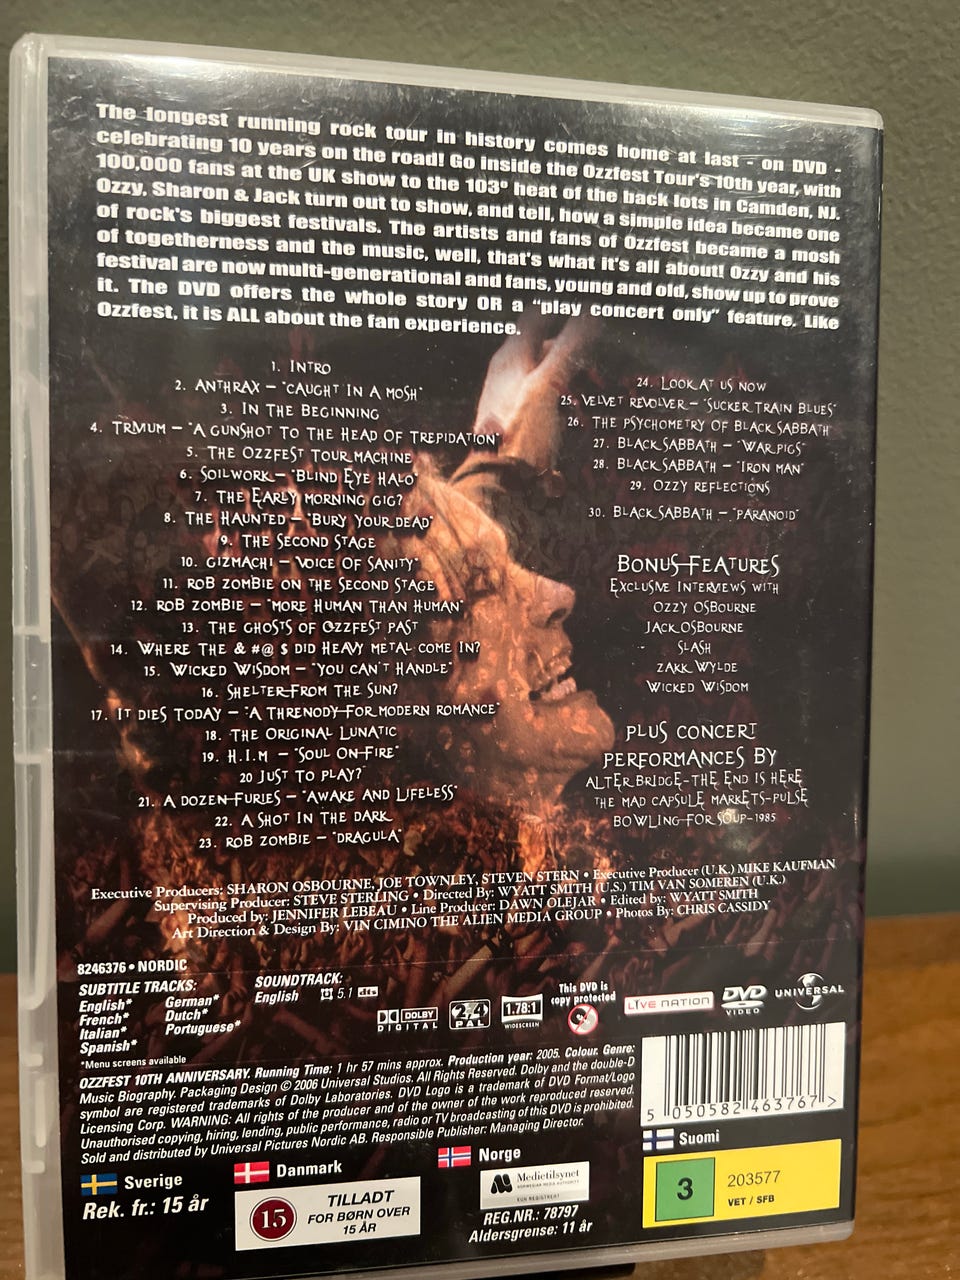 The longest running rock tour in history comes home at last - on DVD -
celebrating 10 years on the road! Go inside the Ozzfest Tour's 10th year, with
100,000 fans at the UK show to the 103° heat of the back lots in Camden, NJ.
Ozzy, Sharon & Jack turn out to show, and tell, how a simple idea became one
of rock's biggest festivals. The artists and fans of Ozzfest became a mosh
of togetherness and the music, well, that's what it's all about! Ozzy and his
festival are now multi-generational and fans, young and old, show up to prove
it. The DVD offers the whole story OR a "play concert only" feature. Like
Ozzfest, it is ALL about the fan experience.
1. INTRO
2. ANTHRAX – "CAUGHT IN A MOSH"
3. IN THE BEGINNING
4. TRIVIUM – "A GUNSHOT TO THE HEAD OF TREPIDATION"
5. THE OZZFEST TOUR MACHINE
6. SOILWORK – "BLIND EYE HALO"
7. THE EARLY MORNING GIG?
8. THE HAUNTED – "BURY YOUR DEAD"
9. THE SECOND STAGE
10. GIZMACHI – "VOICE OF SANITY"
11. ROB ZOMBIE ON THE SECOND STAGE
12. ROB ZOMBIE – "MORE HUMAN THAN HUMAN"
13. THE GHOSTS OF OZZFEST PAST
14. WHERE THE & #@ $ DID HEAVY METAL COME IN?
15. WICKED WISDOM – "YOU CAN'T HANDLE"
16. SHELTER FROM THE SUN?
17. IT DIES TODAY – "A THRENODY FOR MODERN ROMANCE"
18. THE ORIGINAL LUNATIC
19. H.I.M – "SOUL ON FIRE"
20 JUST TO PLAY?"
21. A DOZEN FURIES – "AWAKE AND LIFELESS"
22. A SHOT IN THE DARK
23. ROB ZOMBIE – "DRACULA"
24. LOOK AT US NOW
25. VELVET REVOLVER – "SUCKER TRAIN BLUES"
26. THE PSYCHOMETRY OF BLACK SABBATH
27. BLACK SABBATH – "WAR PIGS"
28. BLACK SABBATH – "IRON MAN"
29. OZZY REFLECTIONS
30. BLACK SABBATH – "PARANOID"
BONUS FEATURES
EXCLUSIVE INTERVIEWS WITH
OZZY OSBOURNE
JACK OSBOURNE
SLASH
ZAKK WYLDE
WICKED WISDOM
PLUS CONCERT
PERFORMANCES BY
ALTER BRIDGE-THE END IS HERE
THE MAD CAPSULE MARKETS-PULSE
BOWLING FOR SOUP-1985
Executive Producers: SHARON OSBOURNE, JOE TOWNLEY, STEVEN STERN • Executive Producer (U.K.) MIKE KAUFMAN
Supervising Producer: STEVE STERLING • Directed By: WYATT SMITH (U.S.) TIM VAN SOMEREN (U.K.)
Produced by: JENNIFER LEBEAU • Line Producer: DAWN OLEJAR • Edited by: WYATT SMITH
Art Direction & Design By: VIN CIMINO THE ALIEN MEDIA GROUP • Photos By: CHRIS CASSIDY
8246376 • NORDIC
SUBTITLE TRACKS:
English* German*
French* Dutch*
Italian* Portuguese*
Spanish*
*Menu screens available
SOUNDTRACK:
English 5.1 dts
DOLBY
DIGITAL
2 4
PAL
1.78:1
WIDESCREEN
This DVD is
copy protected
LIVE NATION
DVD
VIDEO
UNIVERSAL
OZZFEST 10TH ANNIVERSARY. Running Time: 1 hr 57 mins approx. Production year: 2005. Colour. Genre:
Music Biography. Packaging Design © 2006 Universal Studios. All Rights Reserved. Dolby and the double-D
symbol are registered trademarks of Dolby Laboratories. DVD Logo is a trademark of DVD Format/Logo
Licensing Corp. WARNING: All rights of the producer and of the owner of the work reproduced reserved.
Unauthorised copying, hiring, lending, public performance, radio or TV broadcasting of this DVD is prohibited.
Sold and distributed by Universal Pictures Nordic AB. Responsible Publisher: Managing Director.
5 050582 463767 >
Sverige
Rek. fr.: 15 år
Danmark
15
TILLADT
FOR BØRN OVER
15 ÅR
Norge
Medietilsynet
NORWEGIAN MEDIA AUTHORITY
KUN REGISTRERT
REG.NR.: 78797
Aldersgrense: 11 år
Suomi
3
203577
VET / SFB